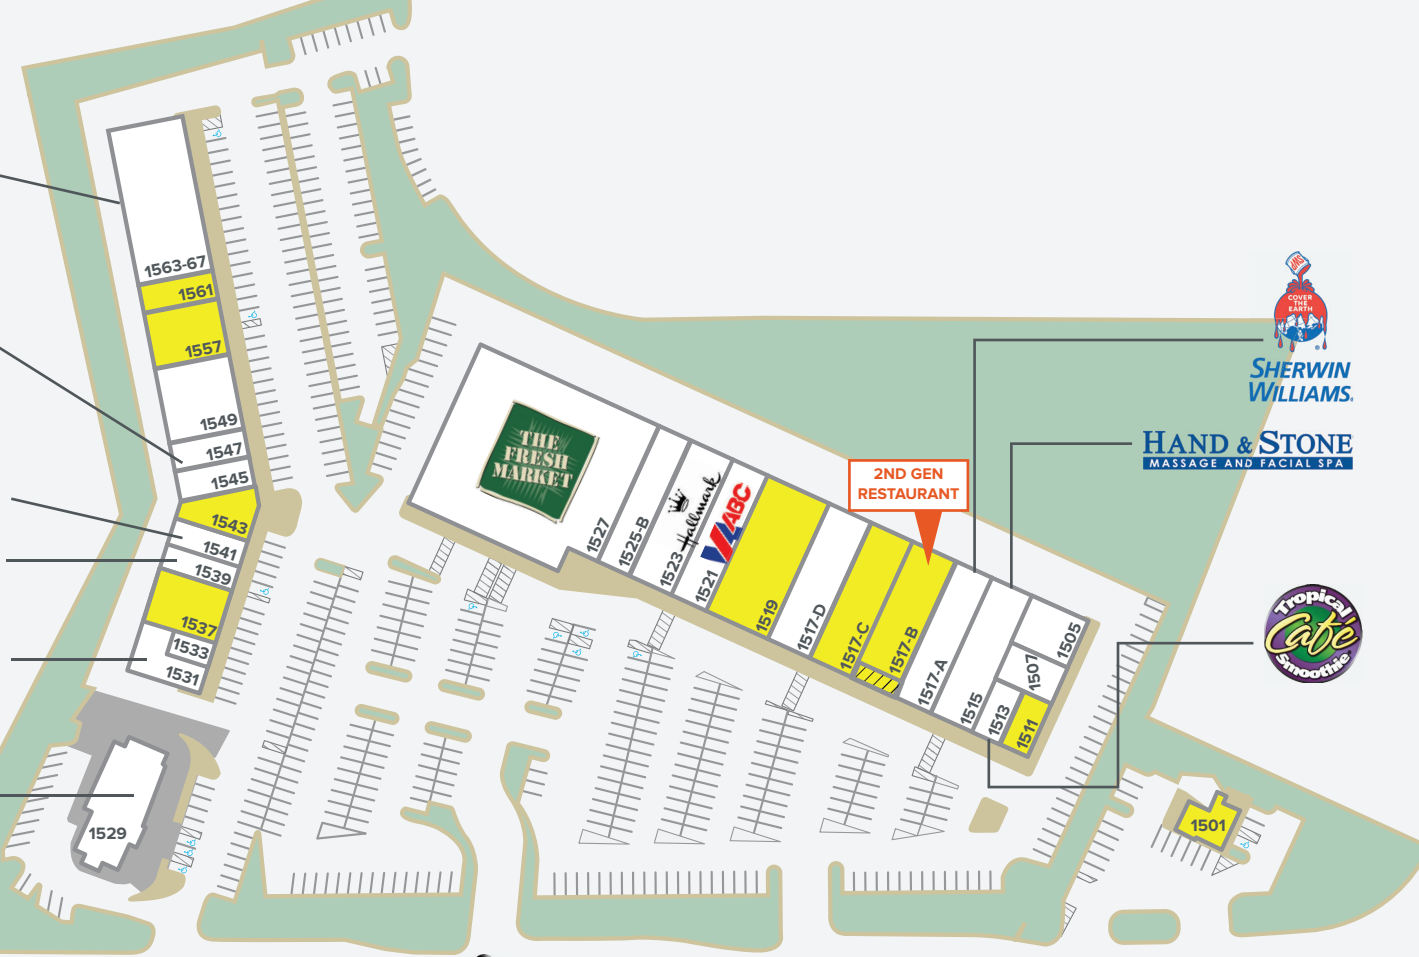 1563-67
1561
1557
1549
1547
1545
1543
1541
1539
1537
1533
1531
1529
THE
FRESH
MARKET
1527
1525-B
1523
Hallmark
1521
ABC
1519
1517-D
1517-C
1517-B
2ND GEN
RESTAURANT
1517-A
1515
1513
1511
1507
1505
1501
SWP
COVER
THE
EARTH
SHERWIN
WILLIAMS.
HAND & STONE
MASSAGE AND FACIAL SPA
Tropical
Café
Smoothie